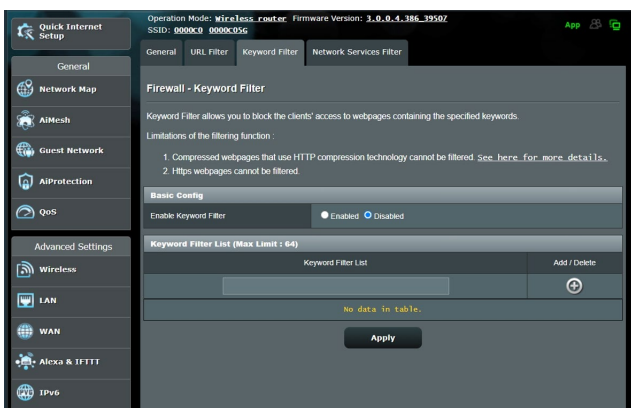 Quick Internet
Setup
General
Network Map
AiMesh
Guest Network
AiProtection
QoS
Advanced Settings
Wireless
LAN
WAN
Alexa & IFTTT
IPv6
Operation Mode: Wireless router Firmware Version: 3.0.0.4.386_39507
SSID: 0000C0 0000C05G
App
General URL Filter Keyword Filter Network Services Filter
Firewall - Keyword Filter
Keyword Filter allows you to block the clients' access to webpages containing the specified keywords.
Limitations of the filtering function :
1. Compressed webpages that use HTTP compression technology cannot be filtered. See here for more details.
2. Https webpages cannot be filtered.
Basic Config
Enable Keyword Filter Enabled Disabled
Keyword Filter List (Max Limit : 64)
Keyword Filter List Add / Delete
No data in table.
Apply